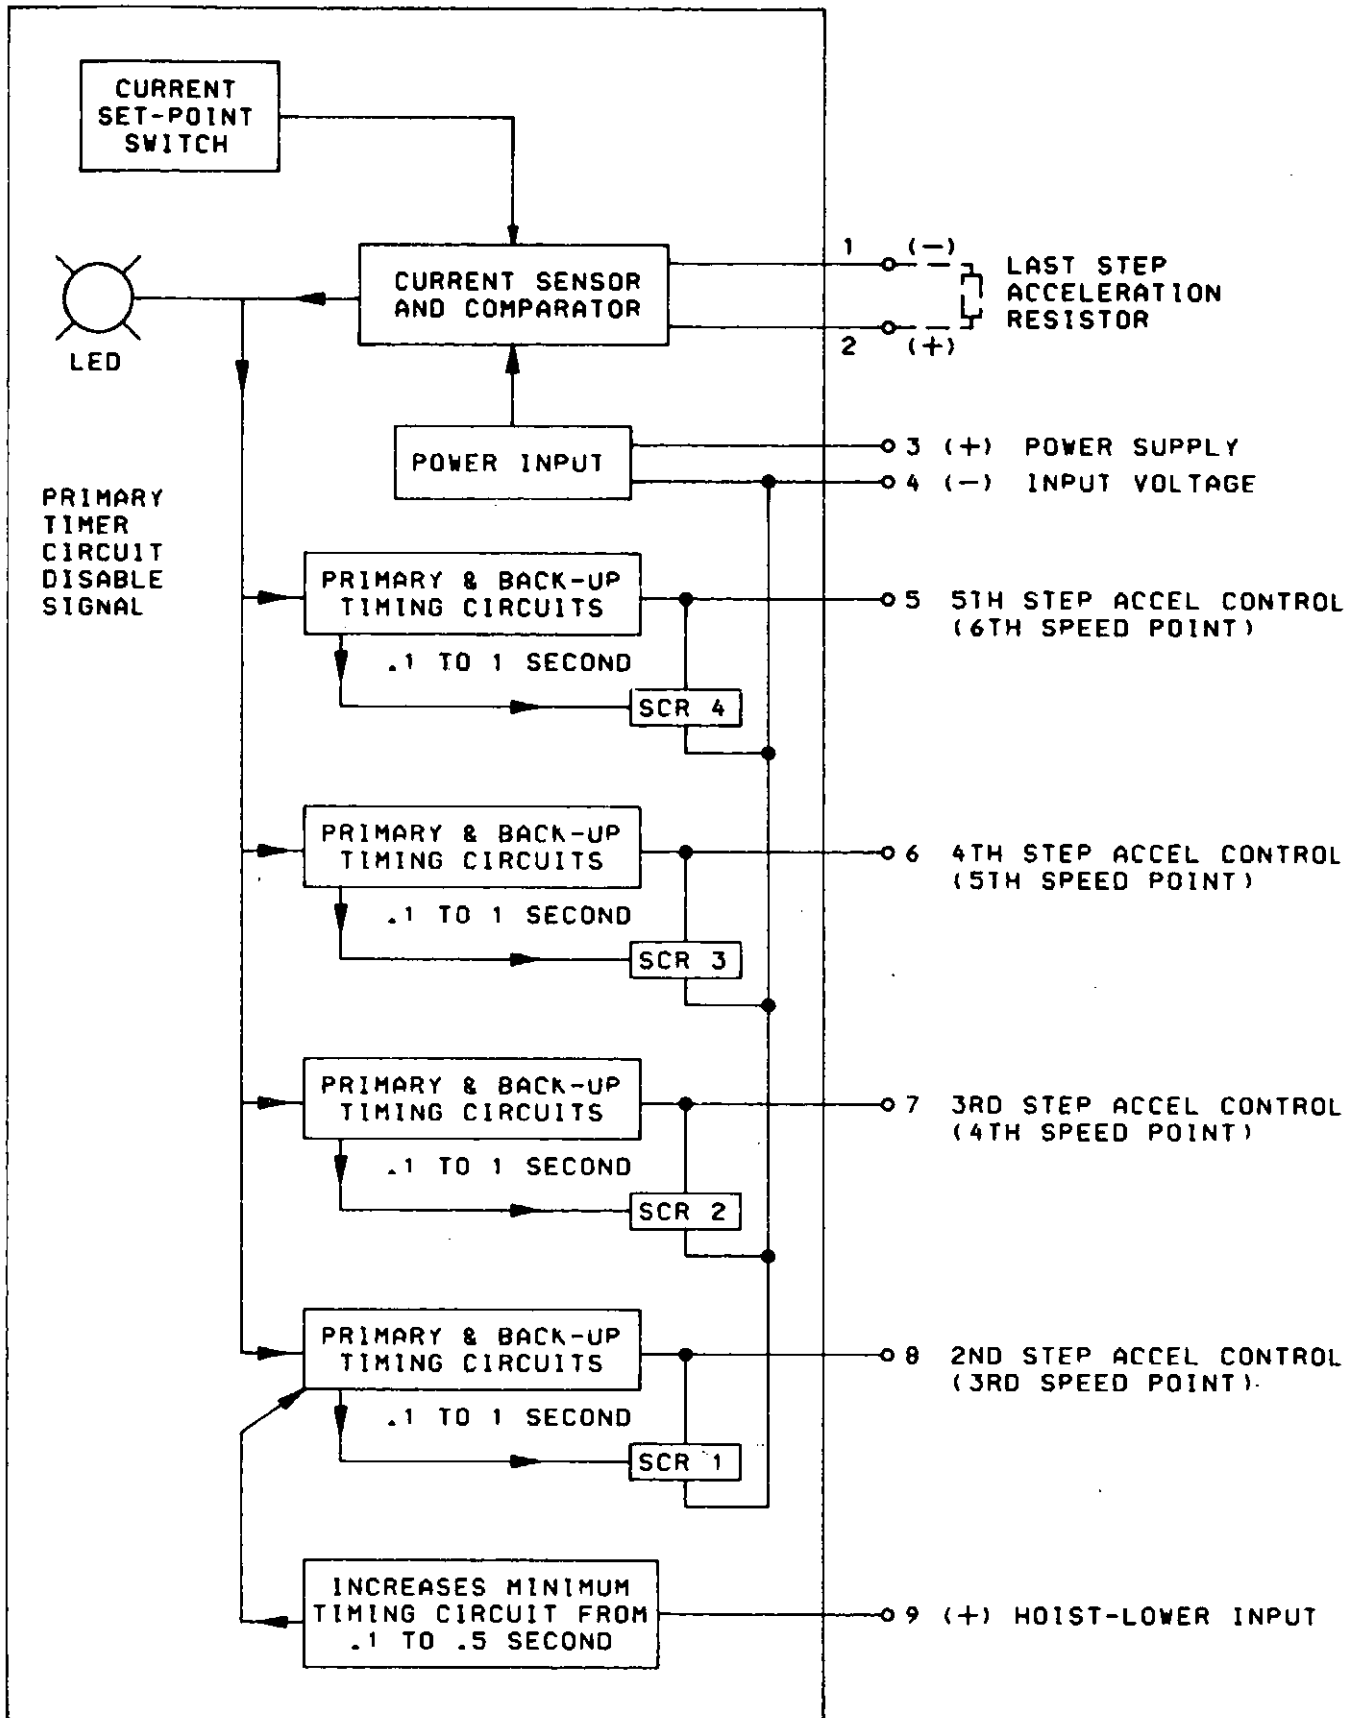 CURRENT
SET-POINT
SWITCH
CURRENT SENSOR
AND COMPARATOR
1 (-)
2 (+)
LAST STEP
ACCELERATION
RESISTOR
LED
POWER INPUT
3 (+) POWER SUPPLY
4 (-) INPUT VOLTAGE
PRIMARY
TIMER
CIRCUIT
DISABLE
SIGNAL
PRIMARY & BACK-UP
TIMING CIRCUITS
.1 TO 1 SECOND
SCR 4
5 5TH STEP ACCEL CONTROL
(6TH SPEED POINT)
PRIMARY & BACK-UP
TIMING CIRCUITS
.1 TO 1 SECOND
SCR 3
6 4TH STEP ACCEL CONTROL
(5TH SPEED POINT)
PRIMARY & BACK-UP
TIMING CIRCUITS
.1 TO 1 SECOND
SCR 2
7 3RD STEP ACCEL CONTROL
(4TH SPEED POINT)
PRIMARY & BACK-UP
TIMING CIRCUITS
.1 TO 1 SECOND
SCR 1
8 2ND STEP ACCEL CONTROL
(3RD SPEED POINT)
INCREASES MINIMUM
TIMING CIRCUIT FROM
.1 TO .5 SECOND
9 (+) HOIST-LOWER INPUT